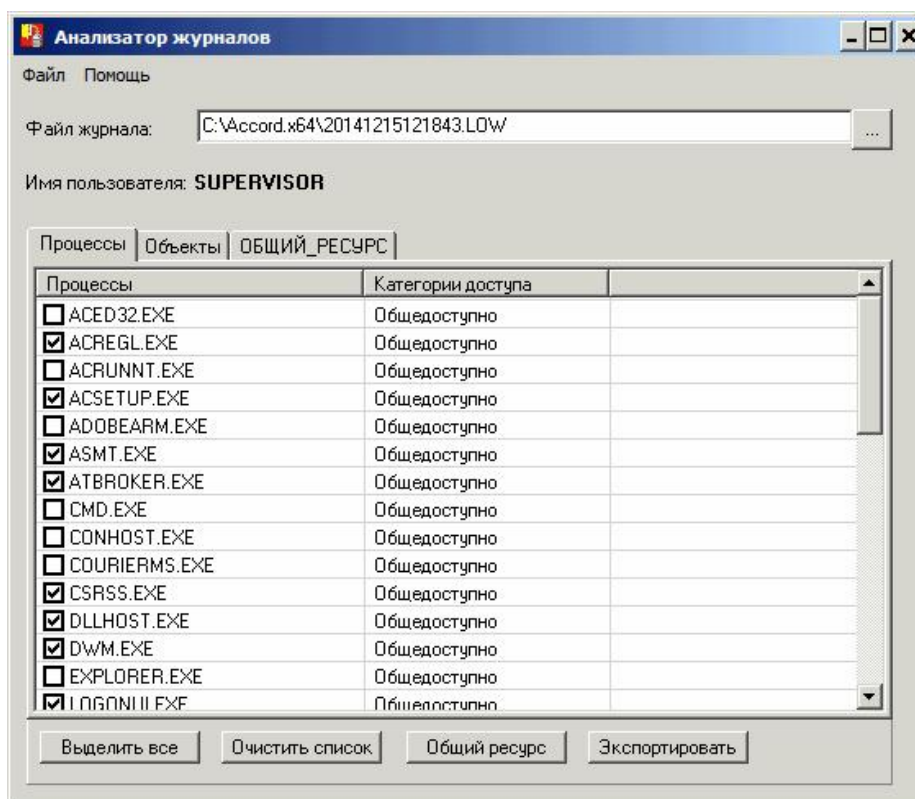 Анализатор журналов
Файл Помощь
Файл журнала: C:\Accord.x64\20141215121843.LOW ...
Имя пользователя: SUPERVISOR
Процессы Объекты ОБЩИЙ_РЕСУРС
Процессы Категории доступа
ACED32.EXE Общедоступно
ACREGL.EXE Общедоступно
ACRUNNT.EXE Общедоступно
ACSETUP.EXE Общедоступно
ADOBEARM.EXE Общедоступно
ASMT.EXE Общедоступно
ATBROKER.EXE Общедоступно
CMD.EXE Общедоступно
CONHOST.EXE Общедоступно
COURIERMS.EXE Общедоступно
CSRSS.EXE Общедоступно
DLLHOST.EXE Общедоступно
DWM.EXE Общедоступно
EXPLORER.EXE Общедоступно
LOGONUI.EXE Общедоступно
Выделить все Очистить список Общий ресурс Экспортировать